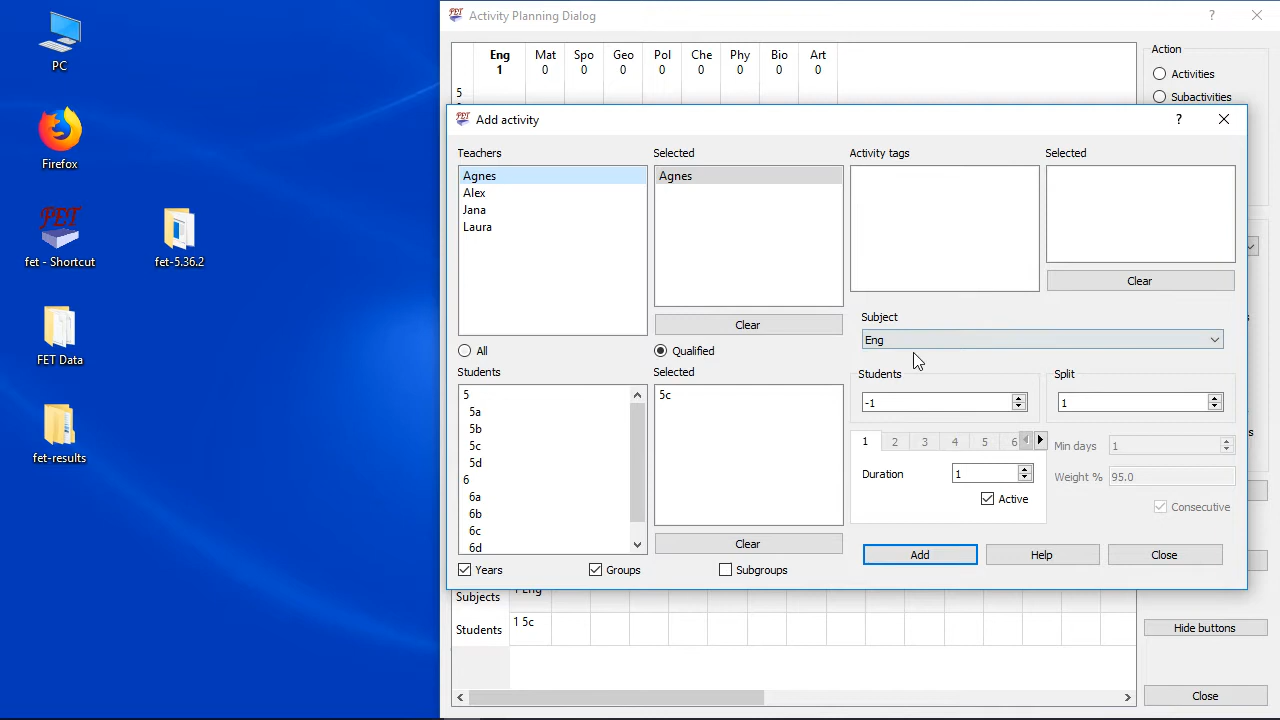 PC
Firefox
fet - Shortcut
fet-5.36.2
FET Data
fet-results
FET
Activity Planning Dialog
?
Eng Mat Spo Geo Pol Che Phy Bio Art
1 0 0 0 0 0 0 0 0
5
Action
Activities
Subactivities
Add activity
?
Teachers
Agnes
Alex
Jana
Laura
All
Selected
Agnes
Clear
Qualified
Activity tags
Selected
Clear
Subject
Eng
Students
5
5a
5b
5c
5d
6
6a
6b
6c
6d
Selected
5c
Clear
Students
-1
Split
1
1 2 3 4 5 6
Duration 1
Active
Min days 1
Weight % 95.0
Consecutive
Add Help Close
Years Groups Subgroups
Subjects 1 Eng
Students 1 5c
Hide buttons
Close